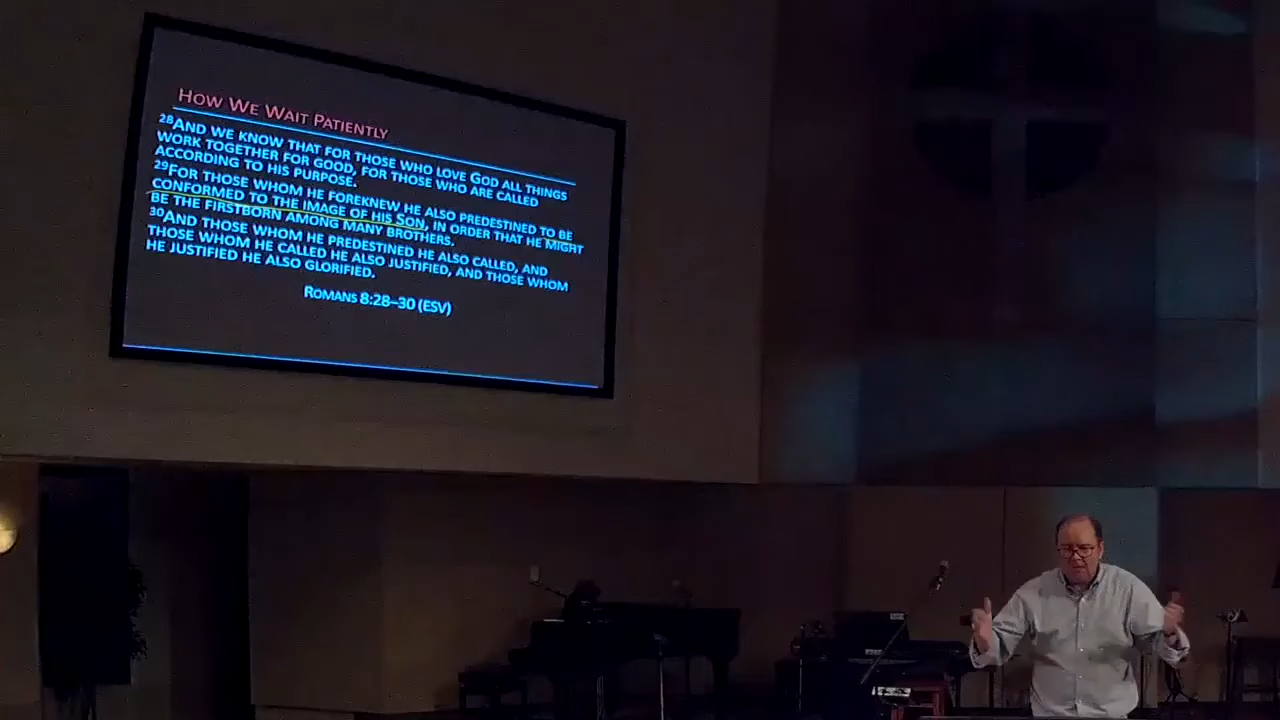 HOW WE WAIT PATIENTLY
28AND WE KNOW THAT FOR THOSE WHO LOVE GOD ALL THINGS
WORK TOGETHER FOR GOOD, FOR THOSE WHO ARE CALLED
ACCORDING TO HIS PURPOSE.
29FOR THOSE WHOM HE FOREKNEW HE ALSO PREDESTINED TO BE
CONFORMED TO THE IMAGE OF HIS SON, IN ORDER THAT HE MIGHT
BE THE FIRSTBORN AMONG MANY BROTHERS.
30AND THOSE WHOM HE PREDESTINED HE ALSO CALLED, AND
THOSE WHOM HE CALLED HE ALSO JUSTIFIED, AND THOSE WHOM
HE JUSTIFIED HE ALSO GLORIFIED.
ROMANS 8:28–30 (ESV)